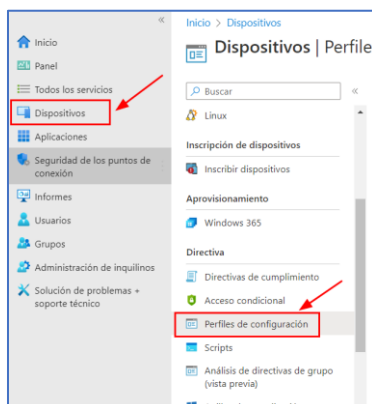 «
Inicio > Dispositivos
Inicio
Dispositivos | Perfile
Panel
Todos los servicios
Buscar
«
Dispositivos
Linux
Aplicaciones
Inscripción de dispositivos
Seguridad de los puntos de
conexión
Inscribir dispositivos
Informes
Aprovisionamiento
Usuarios
Windows 365
Grupos
Directiva
Administración de inquilinos
Directivas de cumplimiento
Solución de problemas +
soporte técnico
Acceso condicional
Perfiles de configuración
Scripts
Análisis de directivas de grupo
(vista previa)